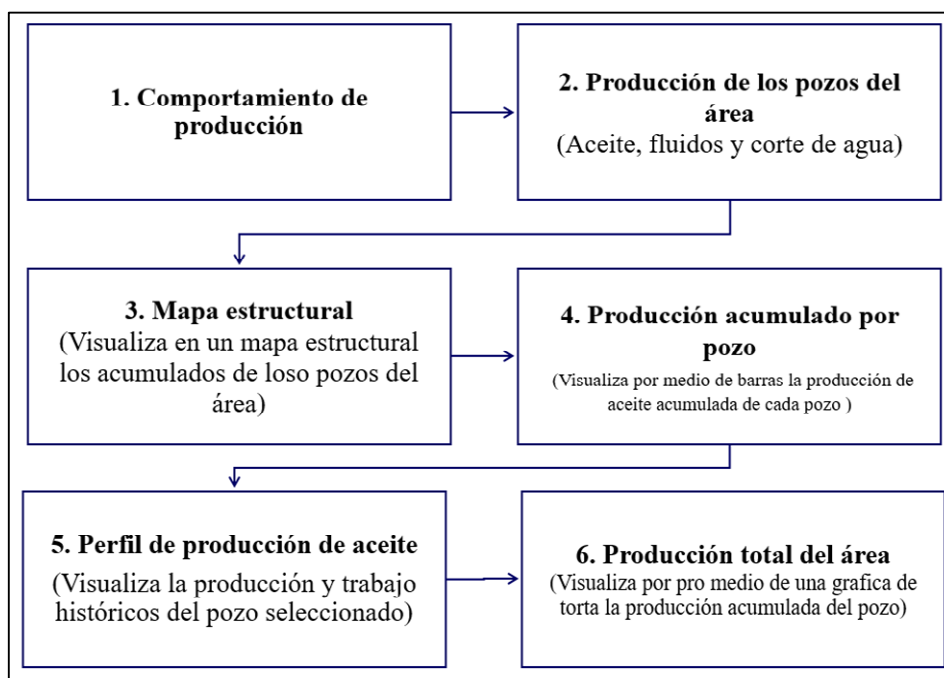 1. Comportamiento de
producción
2. Producción de los pozos del
área
(Aceite, fluidos y corte de agua)
3. Mapa estructural
(Visualiza en un mapa estructural
los acumulados de loso pozos del
área)
4. Producción acumulado por
pozo
(Visualiza por medio de barras la producción de
aceite acumulada de cada pozo )
5. Perfil de producción de aceite
(Visualiza la producción y trabajo
históricos del pozo seleccionado)
6. Producción total del área
(Visualiza por pro medio de una grafica de
torta la producción acumulada del pozo)